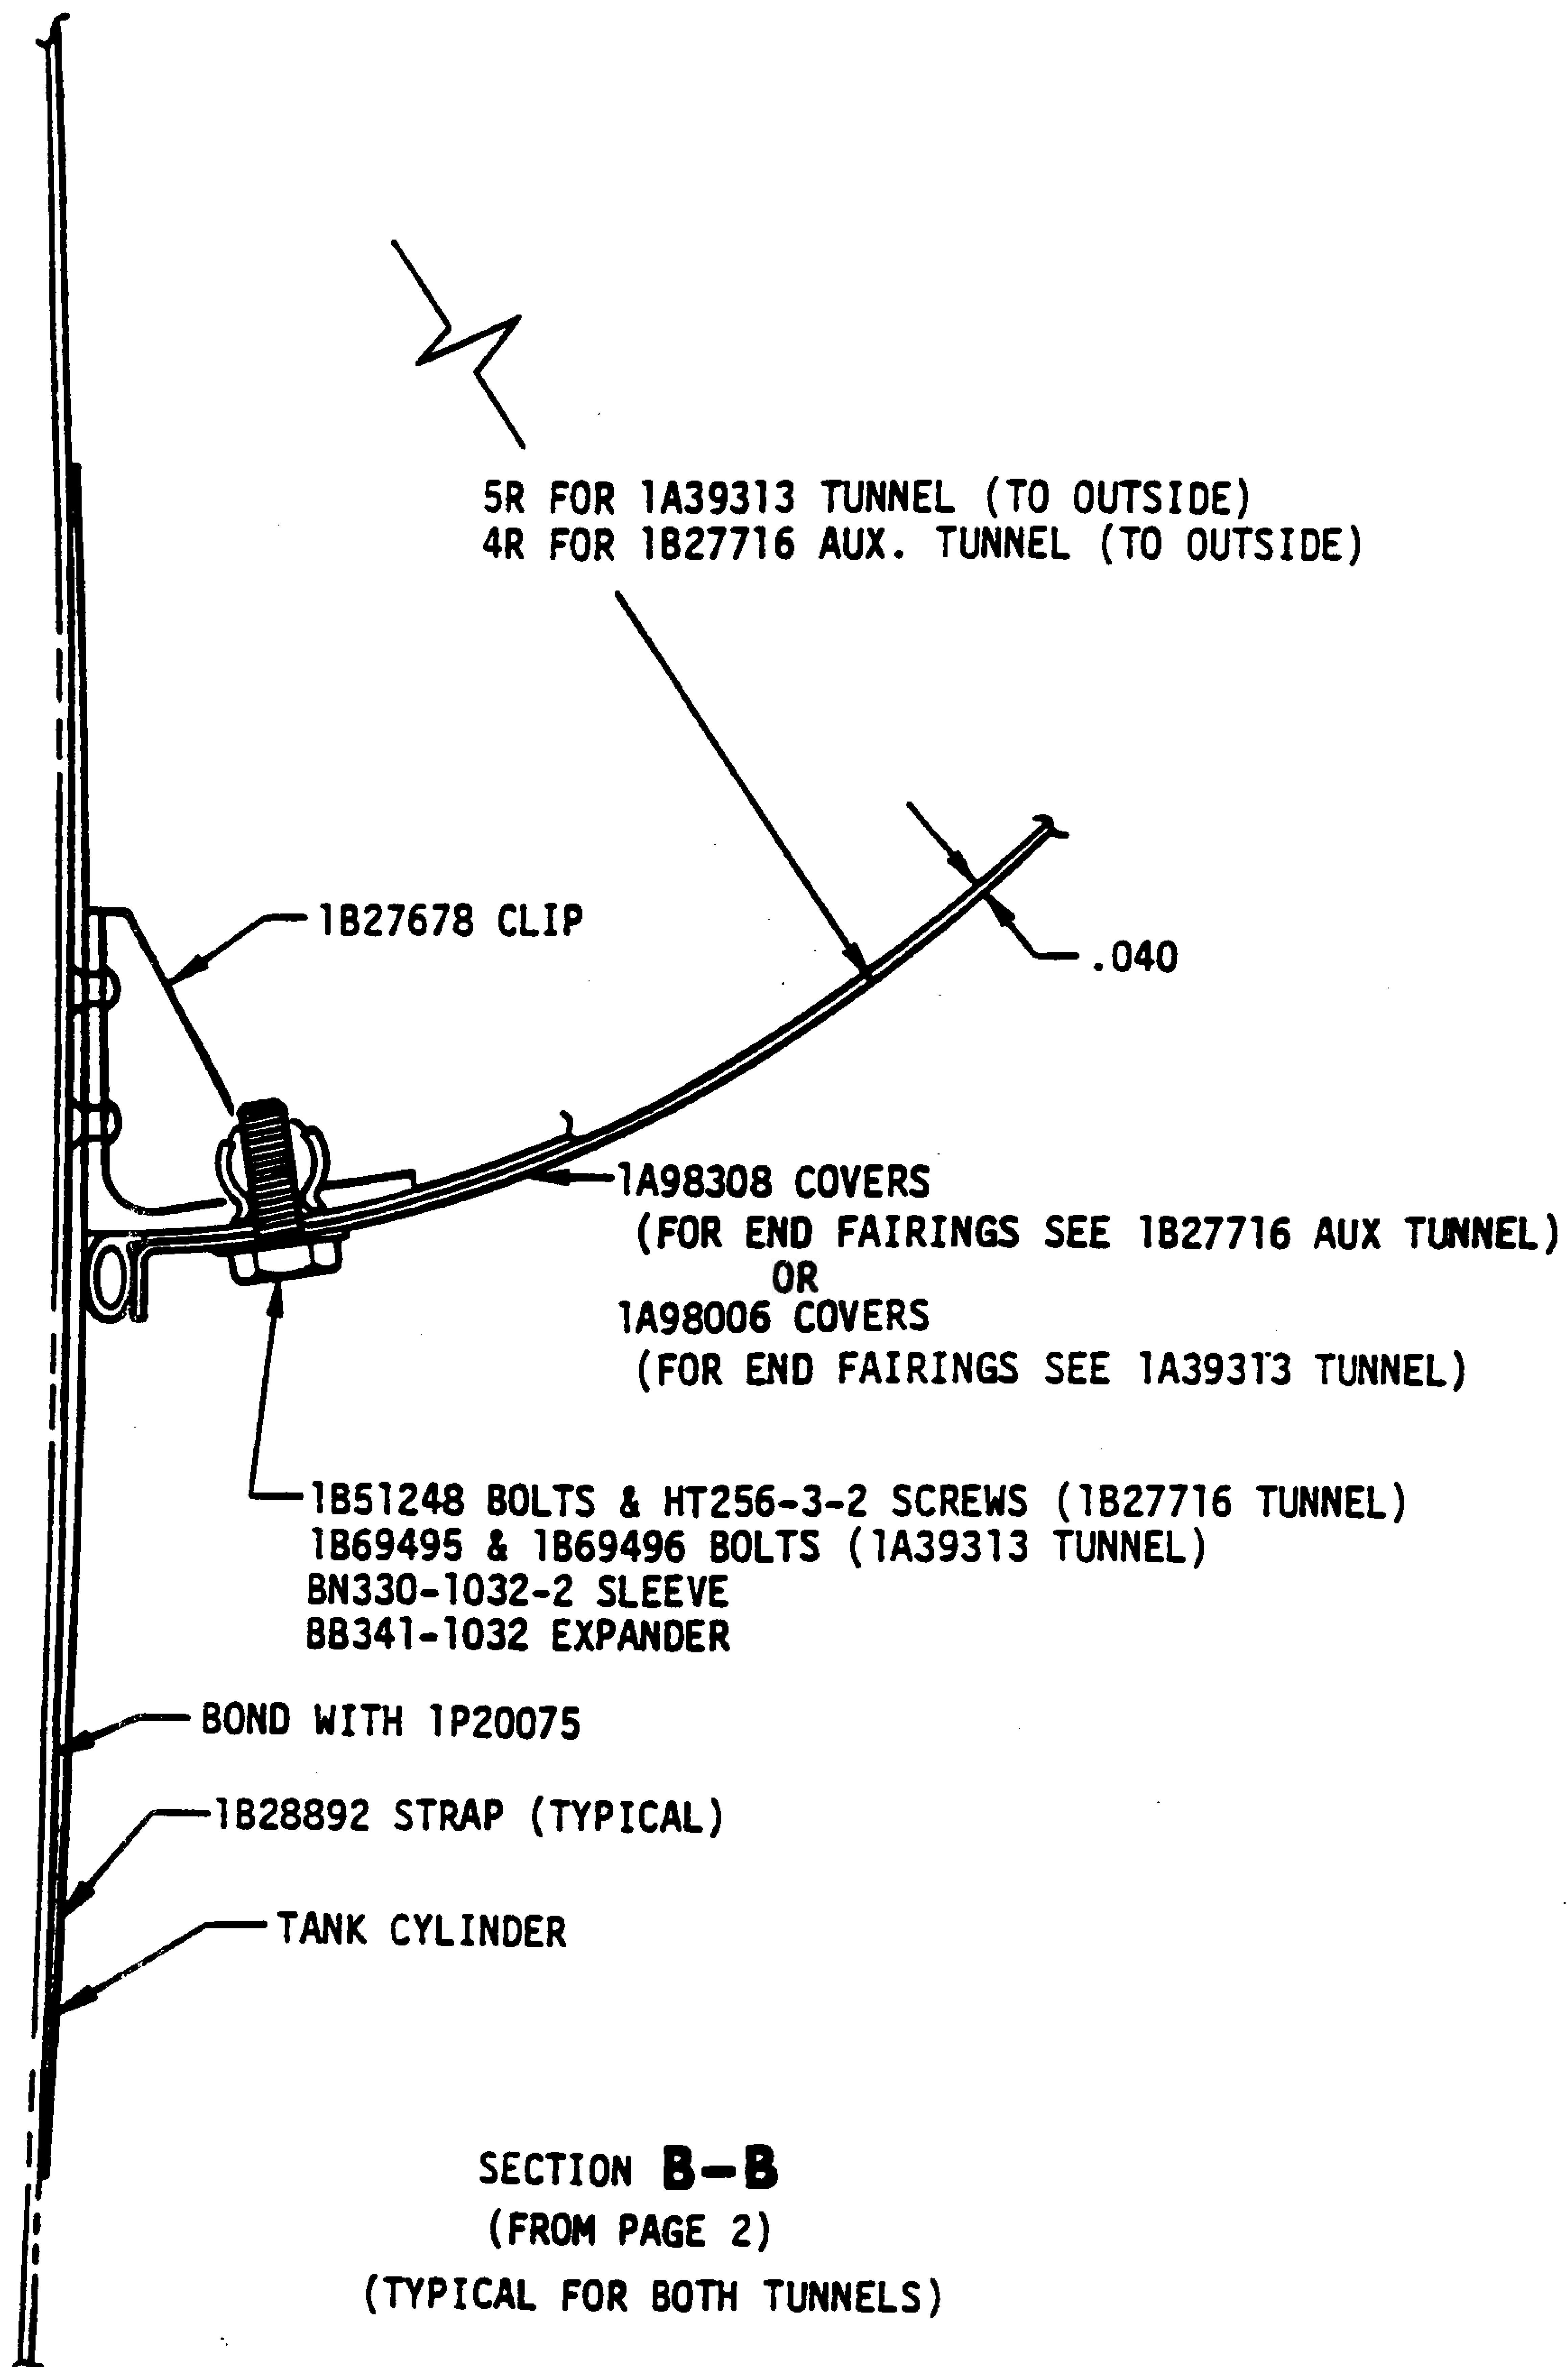 5R FOR 1A39313 TUNNEL (TO OUTSIDE)
4R FOR 1B27716 AUX. TUNNEL (TO OUTSIDE)
1B27678 CLIP
.040
1A98308 COVERS
(FOR END FAIRINGS SEE 1B27716 AUX TUNNEL)
OR
1A98006 COVERS
(FOR END FAIRINGS SEE 1A39313 TUNNEL)
1B51248 BOLTS & HT256-3-2 SCREWS (1B27716 TUNNEL)
1B69495 & 1B69496 BOLTS (1A39313 TUNNEL)
BN330-1032-2 SLEEVE
BB341-1032 EXPANDER
BOND WITH 1P20075
1B28892 STRAP (TYPICAL)
TANK CYLINDER
SECTION B-B
(FROM PAGE 2)
(TYPICAL FOR BOTH TUNNELS)